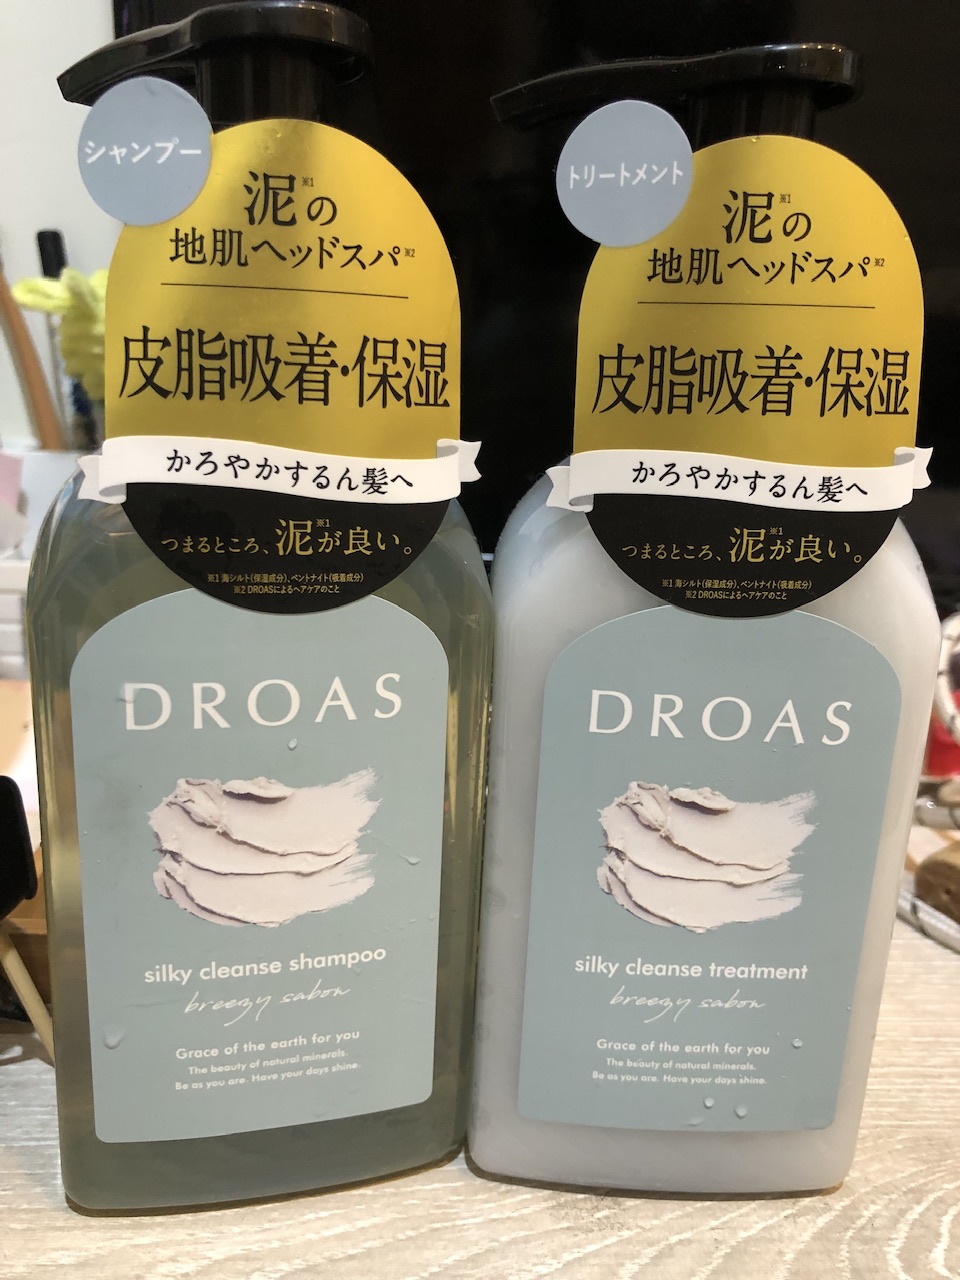 シャンプー
泥※1の
地肌ヘッドスパ※2
皮脂吸着・保湿
かろやかするん髪へ
つまるところ、泥※1が良い。
※1 海シルト(保湿成分)、ベントナイト(吸着成分)
※2 DROASによるヘアケアのこと
DROAS
silky cleanse shampoo
breezy sabon
Grace of the earth for you
The beauty of natural minerals.
Be as you are. Have your days shine.
トリートメント
泥※1の
地肌ヘッドスパ※2
皮脂吸着・保湿
かろやかするん髪へ
つまるところ、泥※1が良い。
※1 海シルト(保湿成分)、ベントナイト(吸着成分)
※2 DROASによるヘアケアのこと
DROAS
silky cleanse treatment
breezy sabon
Grace of the earth for you
The beauty of natural minerals.
Be as you are. Have your days shine.